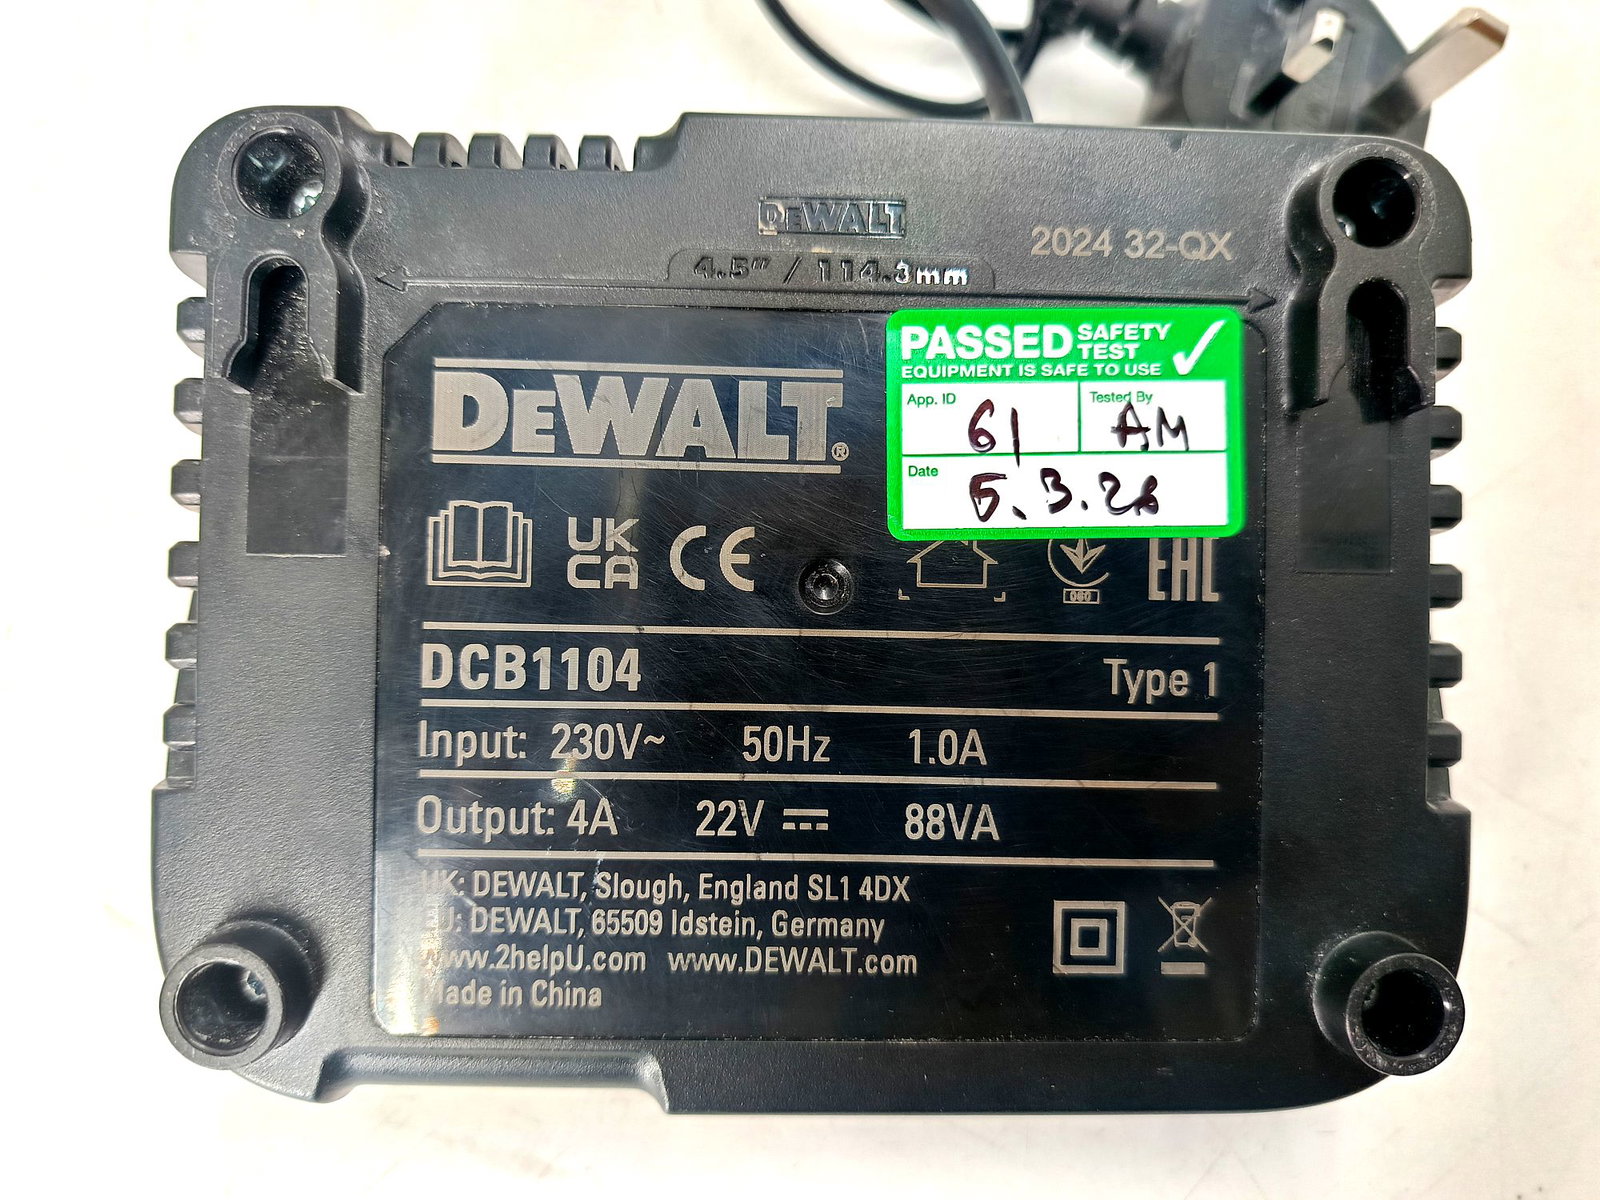 DEWALT
2024 32-QX
4.5" / 114.3mm
PASSED SAFETY TEST ✓
EQUIPMENT IS SAFE TO USE
App. ID 61
Tested By AM
Date 5.3.
DEWALT®
UK CA CE EAC
DCB1104 Type 1
Input: 230V~ 50Hz 1.0A
Output: 4A 22V ⎓ 88VA
UK: DEWALT, Slough, England SL1 4DX
EU: DEWALT, 65509 Idstein, Germany
www.2helpU.com www.DEWALT.com
Made in China